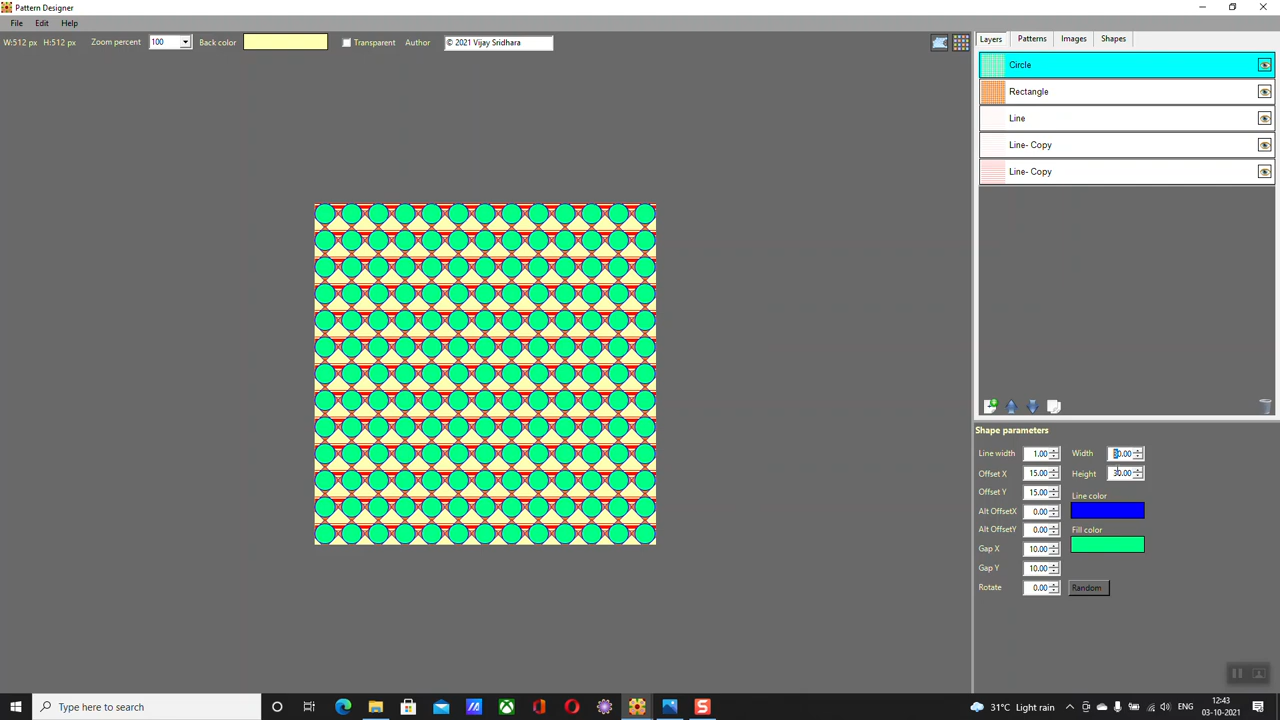 Pattern Designer
File Edit Help
W:512 px H:512 px Zoom percent 100 Back color Transparent Author © 2021 Vijay Sridhara
Layers Patterns Images Shapes
Circle
Rectangle
Line
Line- Copy
Line- Copy
Shape parameters
Line width 1.00 Width 30.00
Offset X 15.00 Height 30.00
Offset Y 15.00 Line color
Alt OffsetX 0.00
Alt OffsetY 0.00 Fill color
Gap X 10.00
Gap Y 10.00
Rotate 0.00 Random
Type here to search
31°C Light rain ENG 12:43
03-10-2021